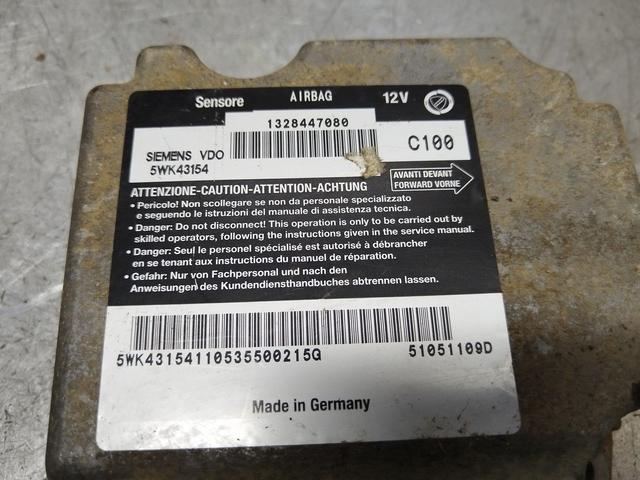 Sensore AIRBAG 12V
1328447080
C100
SIEMENS VDO
5WK43154
AVANTI DEVANT
FORWARD VORNE
ATTENZIONE-CAUTION-ATTENTION-ACHTUNG
• Pericolo! Non scollegare se non da personale specializzato
e seguendo le istruzioni del manuale di assistenza tecnica.
• Danger: Do not disconnect! This operation is only to be carried out by
skilled operators, following the instructions given in the service manual.
• Danger: Seul le personel spécialisé est autorisé à débrancher
en se tenant aux instructions du manuel de réparation.
• Gefahr: Nur von Fachpersonal und nach den
Anweisungen des Kundendiensthandbuches abtrennen lassen.
5WK43154110535500215G 51051109D
Made in Germany